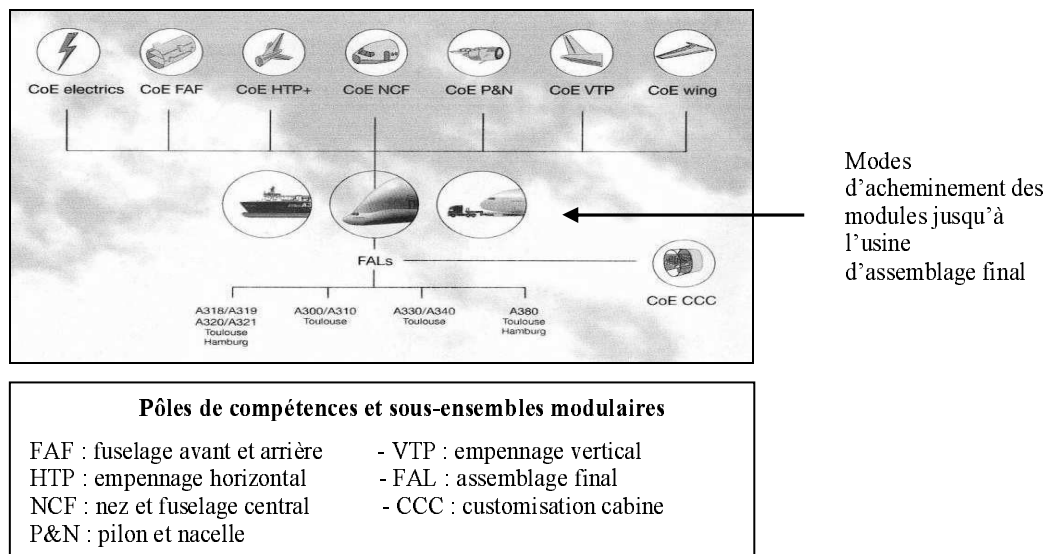 CoE electrics CoE FAF CoE HTP+ CoE NCF CoE P&N CoE VTP CoE wing
Modes
d'acheminement des
modules jusqu'à
l'usine
d'assemblage final
FALs
CoE CCC
A318/A319
A320/A321
Toulouse
Hamburg
A300/A310
Toulouse
A330/A340
Toulouse
A380
Toulouse
Hamburg
Pôles de compétences et sous-ensembles modulaires
FAF : fuselage avant et arrière
HTP : empennage horizontal
NCF : nez et fuselage central
P&N : pilon et nacelle
- VTP : empennage vertical
- FAL : assemblage final
- CCC : customisation cabine